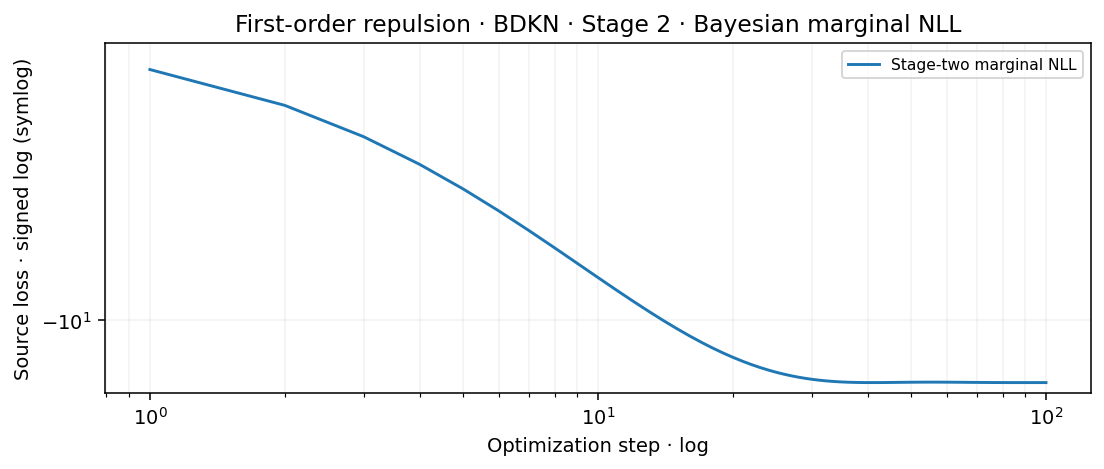 First-order repulsion · BDKN · Stage 2 · Bayesian marginal NLL
Stage-two marginal NLL
Source loss · signed log (symlog)
−10¹
10⁰
10¹
10²
Optimization step · log